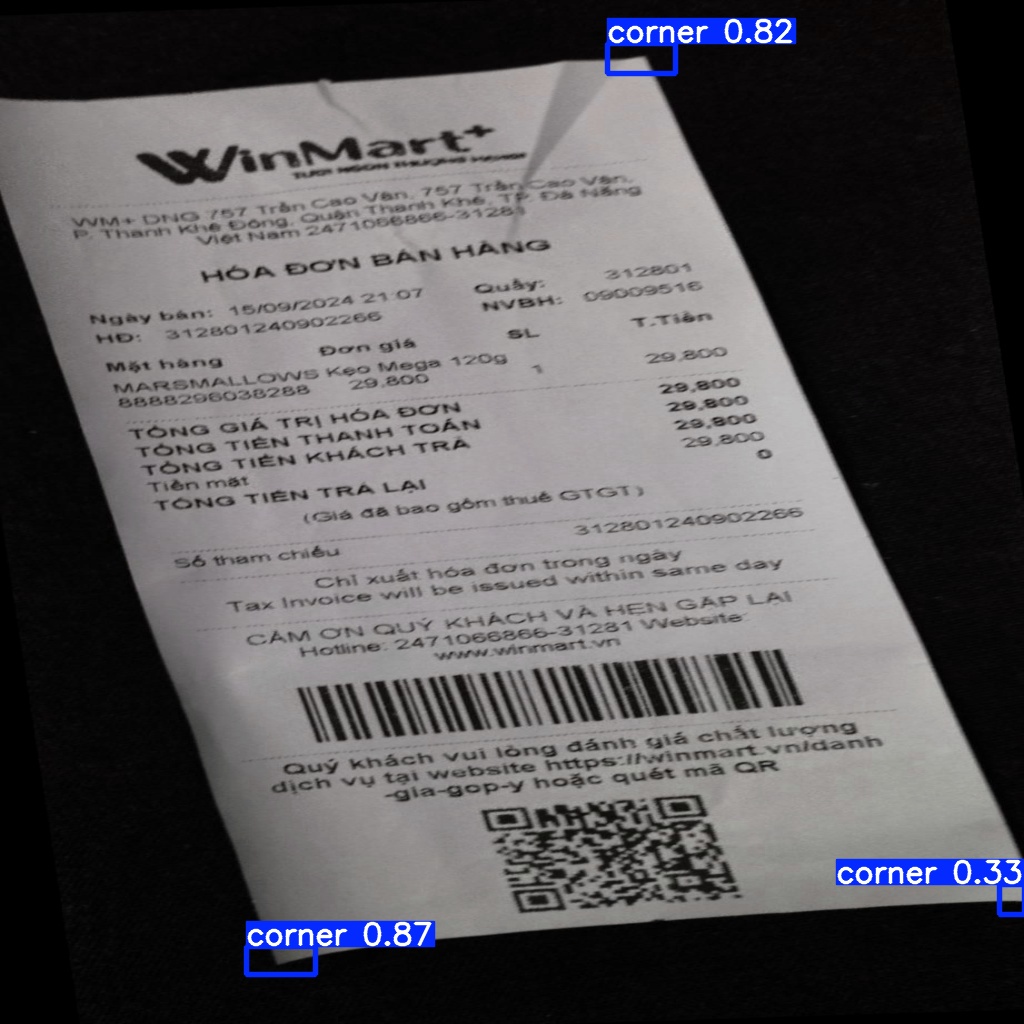 corner 0.82
WinMart+
TƯƠI NGON THƯỢNG HẠNG
WM+ DNG 757 Trần Cao Vân, 757 Trần Cao Vân,
P. Thanh Khê Đông, Quận Thanh Khê, TP. Đà Nẵng
Việt Nam 2471066866-31281
HÓA ĐƠN BÁN HÀNG
Ngày bán: 15/09/2024 21:07 Quầy: 312801
HĐ: 312801240902266 NVBH: 09009516
Mặt hàng Đơn giá SL T.Tiền
MARSMALLOWS Kẹo Mega 120g
8888296038288 29,800 1 29,800
TỔNG GIÁ TRỊ HÓA ĐƠN 29,800
TỔNG TIỀN THANH TOÁN 29,800
TỔNG TIỀN KHÁCH TRẢ 29,800
Tiền mặt 29,800
TỔNG TIỀN TRẢ LẠI 0
(Giá đã bao gồm thuế GTGT)
Số tham chiếu 312801240902266
Chỉ xuất hóa đơn trong ngày
Tax Invoice will be issued within same day
CẢM ƠN QUÝ KHÁCH VÀ HẸN GẶP LẠI
Hotline: 2471066866-31281 Website:
www.winmart.vn
Quý khách vui lòng đánh giá chất lượng
dịch vụ tại website https://winmart.vn/danh
-gia-gop-y hoặc quét mã QR
corner 0.33
corner 0.87